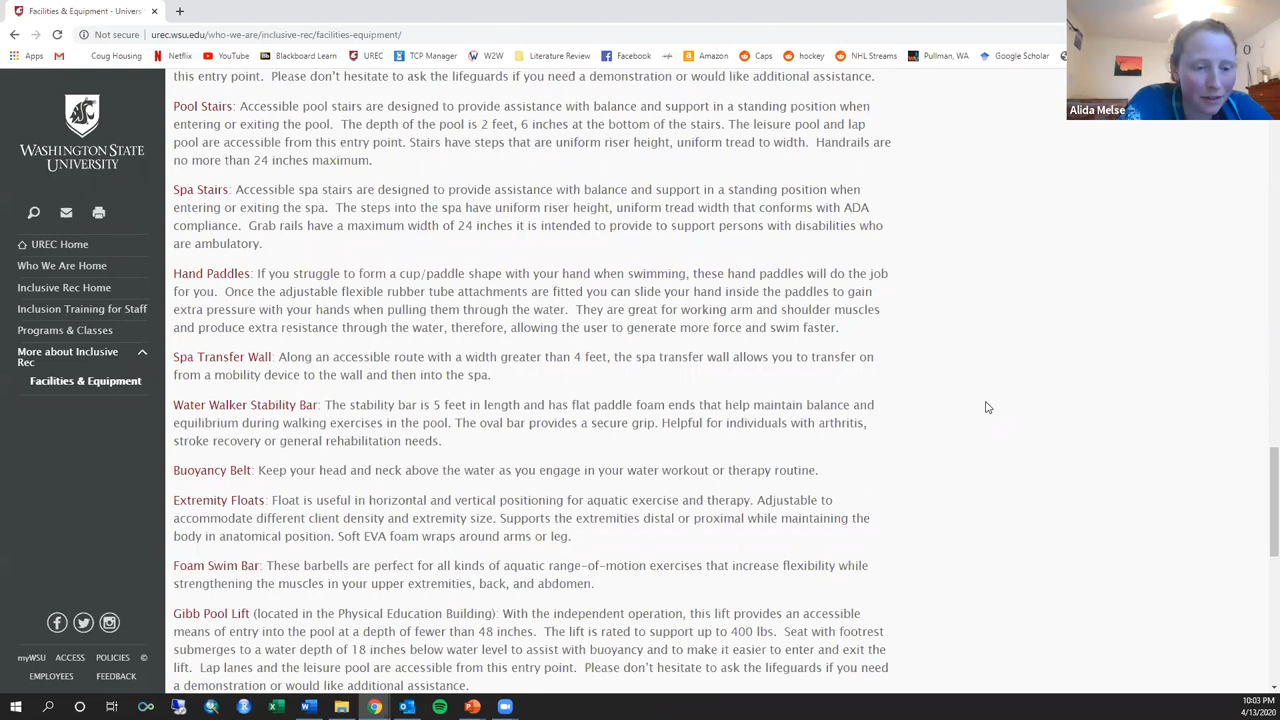 Facilities & Equipment - Univers
Not secure
urec.wsu.edu/who-we-are/inclusive-rec/facilities-equipment/
Apps
Coug Housing
Netflix
YouTube
Blackboard Learn
UREC
TCP Manager
W2W
Literature Review
Facebook
Amazon
Caps
hockey
NHL Streams
Pullman, WA
Google Scholar
Alida Melse
WASHINGTON STATE
UNIVERSITY
UREC Home
Who We Are Home
Inclusive Rec Home
Inclusion Training for Staff
Programs & Classes
More about Inclusive
Rec
Facilities & Equipment
myWSU ACCESS POLICIES ©
EMPLOYEES FEEDBACK
this entry point. Please don't hesitate to ask the lifeguards if you need a demonstration or would like additional assistance.
Pool Stairs: Accessible pool stairs are designed to provide assistance with balance and support in a standing position when
entering or exiting the pool. The depth of the pool is 2 feet, 6 inches at the bottom of the stairs. The leisure pool and lap
pool are accessible from this entry point. Stairs have steps that are uniform riser height, uniform tread to width. Handrails are
no more than 24 inches maximum.
Spa Stairs: Accessible spa stairs are designed to provide assistance with balance and support in a standing position when
entering or exiting the spa. The steps into the spa have uniform riser height, uniform tread width that conforms with ADA
compliance. Grab rails have a maximum width of 24 inches it is intended to provide to support persons with disabilities who
are ambulatory.
Hand Paddles: If you struggle to form a cup/paddle shape with your hand when swimming, these hand paddles will do the job
for you. Once the adjustable flexible rubber tube attachments are fitted you can slide your hand inside the paddles to gain
extra pressure with your hands when pulling them through the water. They are great for working arm and shoulder muscles
and produce extra resistance through the water, therefore, allowing the user to generate more force and swim faster.
Spa Transfer Wall: Along an accessible route with a width greater than 4 feet, the spa transfer wall allows you to transfer on
from a mobility device to the wall and then into the spa.
Water Walker Stability Bar: The stability bar is 5 feet in length and has flat paddle foam ends that help maintain balance and
equilibrium during walking exercises in the pool. The oval bar provides a secure grip. Helpful for individuals with arthritis,
stroke recovery or general rehabilitation needs.
Buoyancy Belt: Keep your head and neck above the water as you engage in your water workout or therapy routine.
Extremity Floats: Float is useful in horizontal and vertical positioning for aquatic exercise and therapy. Adjustable to
accommodate different client density and extremity size. Supports the extremities distal or proximal while maintaining the
body in anatomical position. Soft EVA foam wraps around arms or leg.
Foam Swim Bar: These barbells are perfect for all kinds of aquatic range-of-motion exercises that increase flexibility while
strengthening the muscles in your upper extremities, back, and abdomen.
Gibb Pool Lift (located in the Physical Education Building): With the independent operation, this lift provides an accessible
means of entry into the pool at a depth of fewer than 48 inches. The lift is rated to support up to 400 lbs. Seat with footrest
submerges to a water depth of 18 inches below water level to assist with buoyancy and to make it easier to enter and exit the
lift. Lap lanes and the leisure pool are accessible from this entry point. Please don't hesitate to ask the lifeguards if you need
a demonstration or would like additional assistance.
10:03 PM
4/13/2020